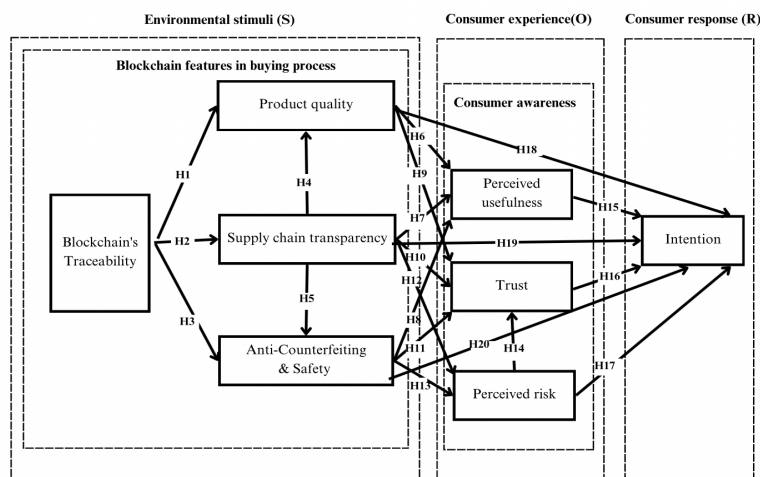 Environmental stimuli (S)
Consumer experience(O)
Consumer response (R)
Blockchain features in buying process
Consumer awareness
Product quality
H6
H18
H1
H9
H4
Perceived
usefulness
H15
H7
Blockchain's
Traceability
H2
Supply chain transparency
H19
Intention
H10
H12
Trust
H16
H5
H3
H8
H11
H20
H14
Anti-Counterfeiting
& Safety
H13
H17
Perceived risk